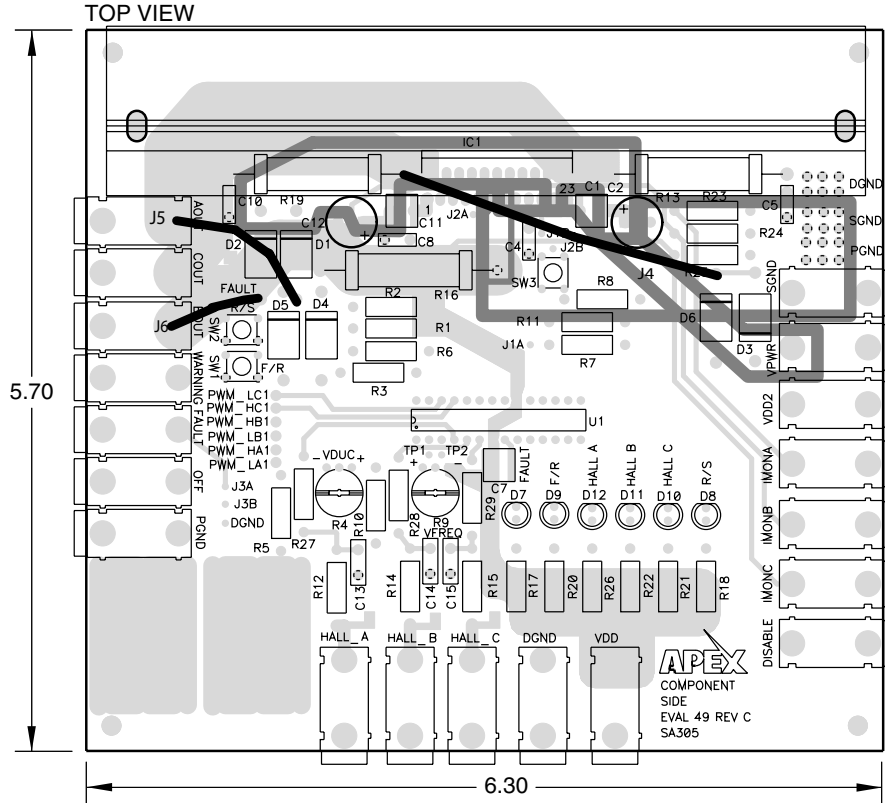 TOP VIEW
5.70
6.30
IC1
C10
R19
C12
1
C11
J2A
C8
23
C1
C2
R13
R23
C5
R24
DGND
SGND
PGND
J5
AOUT
D2
D1
C4
J2B
J4
SGND
COUT
FAULT
R/S
SW3
R16
R8
J6
SW2
D5
D4
R2
R1
R11
D6
D3
VPWR
SW1
F/R
R6
J1A
R7
WARNING
R3
VDD2
PWM_LC1
PWM_HC1
PWM_HB1
PWM_LB1
PWM_HA1
PWM_LA1
U1
FAULT
IMONA
- VDUC +
TP1
+
TP2
-
C7
FAULT
F/R
HALL A
HALL B
HALL C
R/S
OFF
J3A
J3B
DGND
R4
R10
R28
R9
R29
D7
D9
D12
D11
D10
D8
IMONB
PGND
R5
R27
VFREQ
R12
C13
R14
C14
C15
R15
R17
R20
R26
R22
R21
R18
IMONC
HALL_A
HALL_B
HALL_C
DGND
VDD
DISABLE
APEX
COMPONENT
SIDE
EVAL 49 REV C
SA305